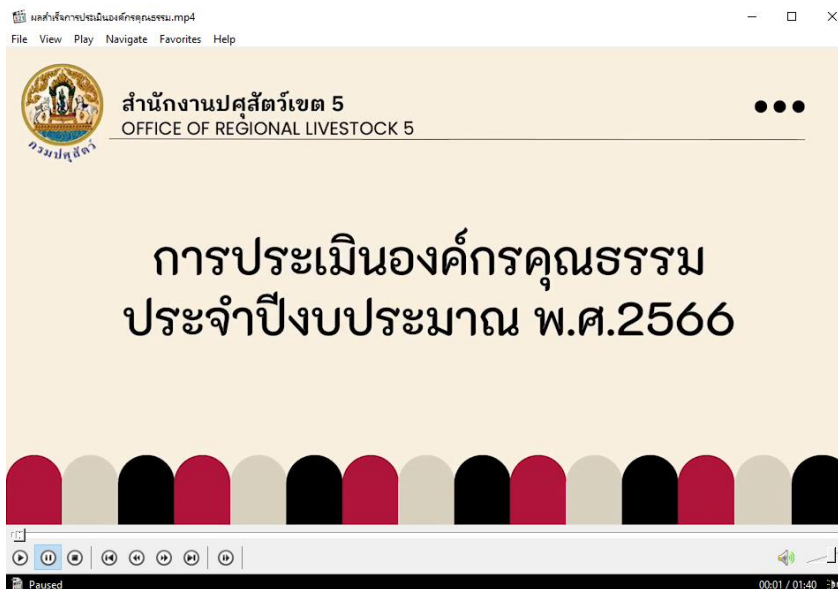 ผลสำเร็จการประเมินองค์กรคุณธรรม.mp4
File View Play Navigate Favorites Help
กรมปศุสัตว์
สำนักงานปศุสัตว์เขต 5
OFFICE OF REGIONAL LIVESTOCK 5
การประเมินองค์กรคุณธรรม
ประจำปีงบประมาณ พ.ศ.2566
Paused
00:01 / 01:40